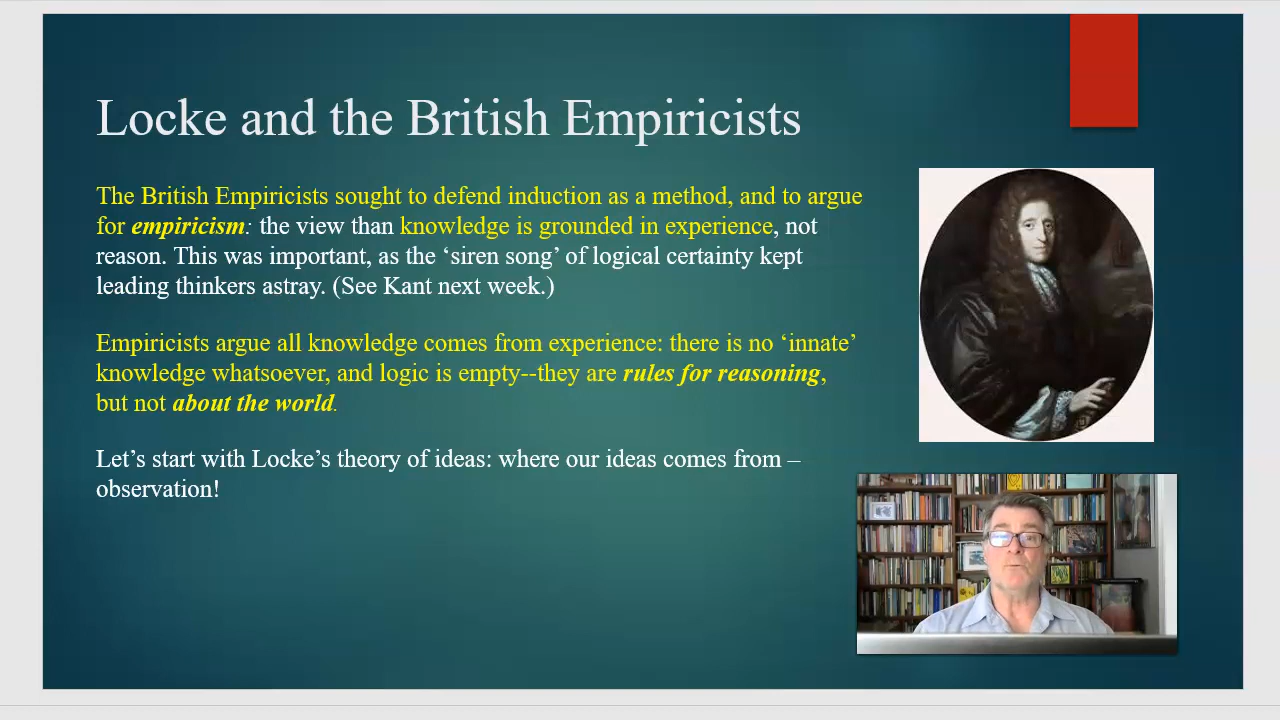 Locke and the British Empiricists
The British Empiricists sought to defend induction as a method, and to argue
for empiricism: the view than knowledge is grounded in experience, not
reason. This was important, as the ‘siren song’ of logical certainty kept
leading thinkers astray. (See Kant next week.)
Empiricists argue all knowledge comes from experience: there is no ‘innate’
knowledge whatsoever, and logic is empty--they are rules for reasoning,
but not about the world.
Let’s start with Locke’s theory of ideas: where our ideas comes from –
observation!